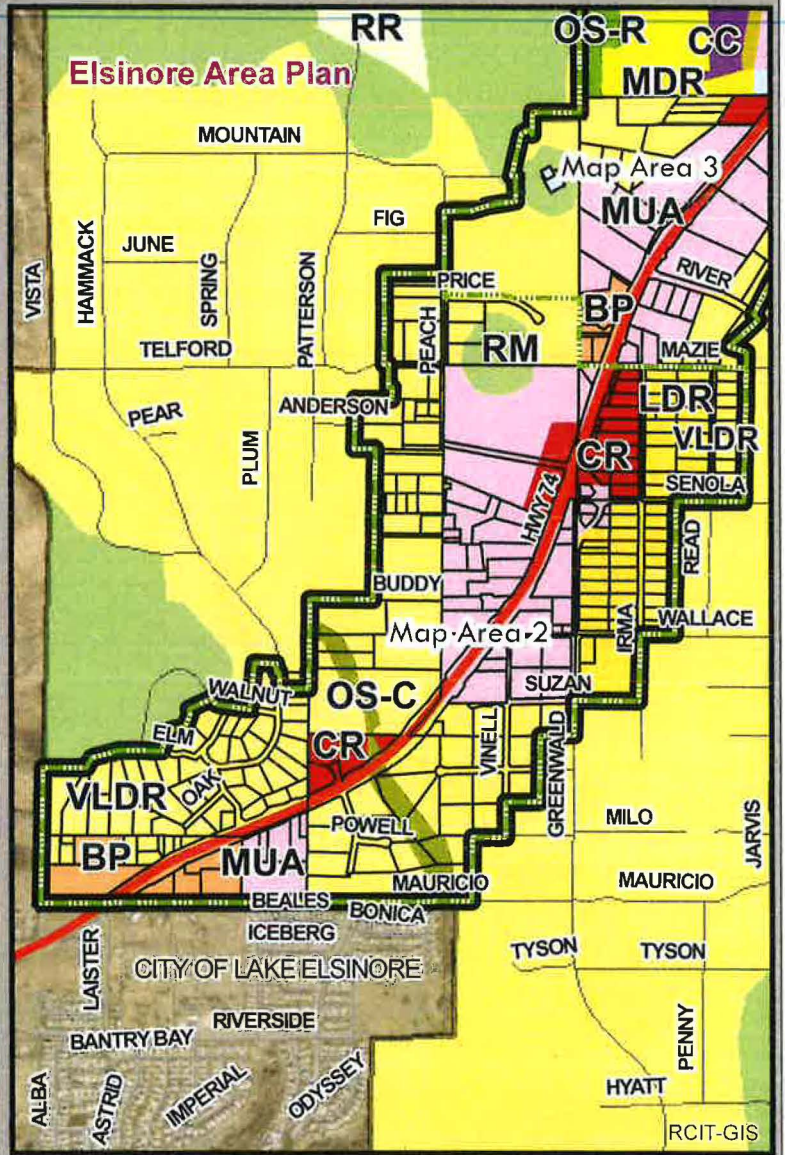 RR
OS-R
CC
Elsinore Area Plan
MDR
MOUNTAIN
Map Area 3
FIG
MUA
JUNE
HAMMACK
SPRING
PATTERSON
VISTA
RIVER
PRICE
BP
PEACH
RM
MAZIE
TELFORD
LDR
ANDERSON
PEAR
VLDR
PLUM
CR
SENOLA
HWY 74
READ
BUDDY
IRMA
WALLACE
Map Area 2
SUZAN
WALNUT
OS-C
ELM
CR
VINELL
GREENWALD
VLDR
OAK
MILO
POWELL
JARVIS
BP
MUA
MAURICIO
MAURICIO
BEALES
BONICA
ICEBERG
LAISTER
TYSON
TYSON
CITY OF LAKE ELSINORE
RIVERSIDE
BANTRY BAY
PENNY
ALBA
ASTRID
IMPERIAL
ODYSSEY
HYATT
RCIT-GIS